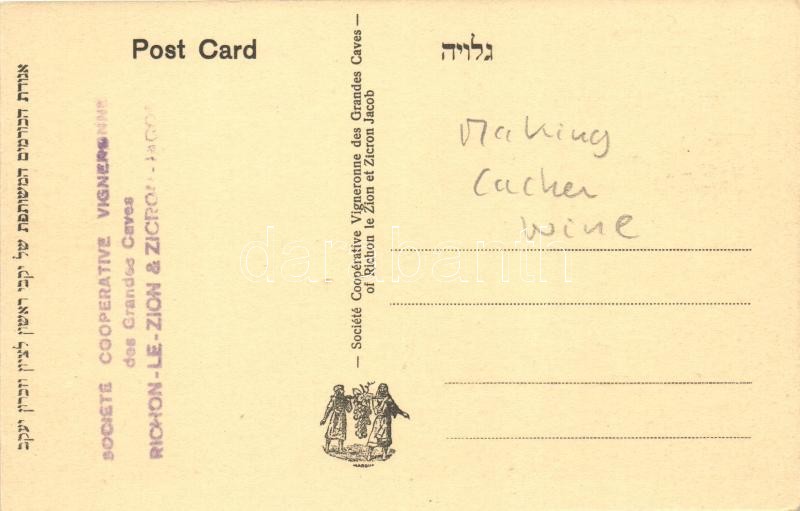 אגודת הכורמים המשותפת של יקבי ראשון לציון וזכרון יעקב
Post Card
SOCIETE COOPERATIVE VIGNERONNE
des Grandes Caves
RICHON-LE-ZION & ZICRON-JACOB
— Société Coopérative Vigneronne des Grandes Caves —
of Richon le Zion et Zicron Jacob
גלויה
Making
Cacher
wine
darabanth